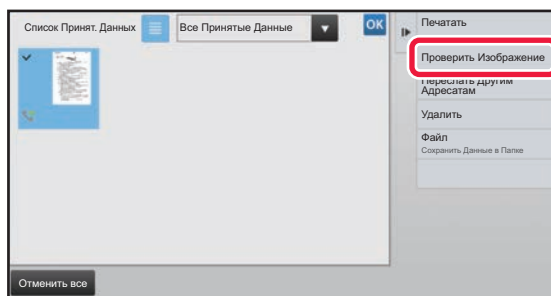 Список Принят. Данных
Все Принятые Данные
OK
Печатать
Проверить Изображение
Переслать Другим
Адресатам
Удалить
Файл
Сохранить Данные в Папке
Отменить все